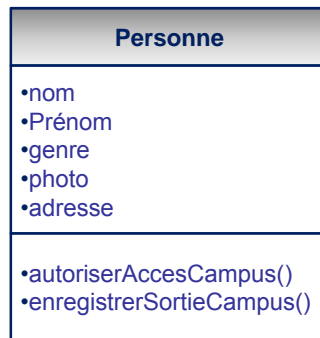 Personne
•nom
•Prénom
•genre
•photo
•adresse
•autoriserAccesCampus()
•enregistrerSortieCampus()